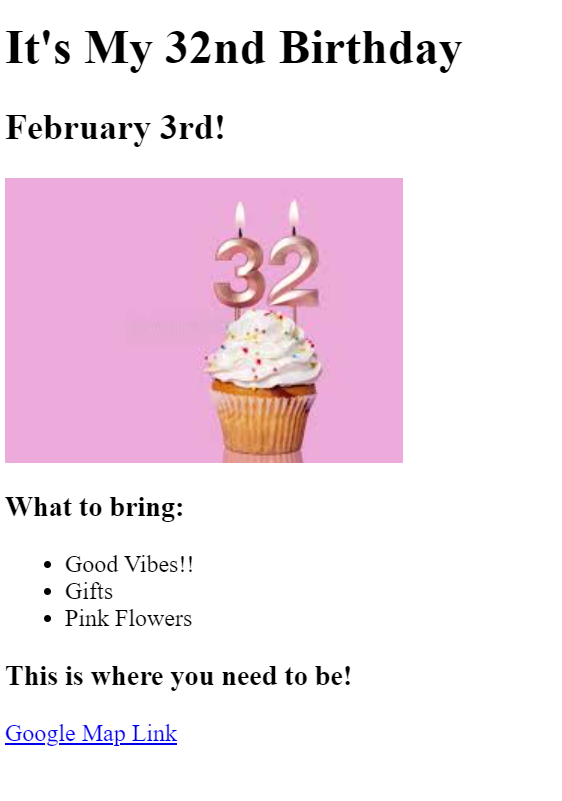 It's My 32nd Birthday
February 3rd!
32
What to bring:
Good Vibes!!
Gifts
Pink Flowers
This is where you need to be!
Google Map Link